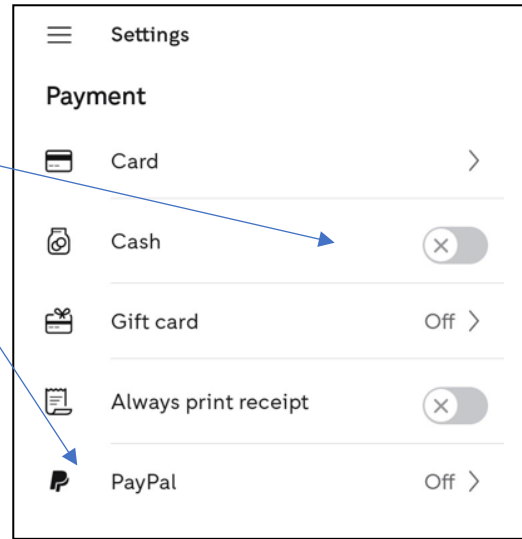 Settings
Payment
Card
Cash
Gift card Off
Always print receipt
PayPal Off